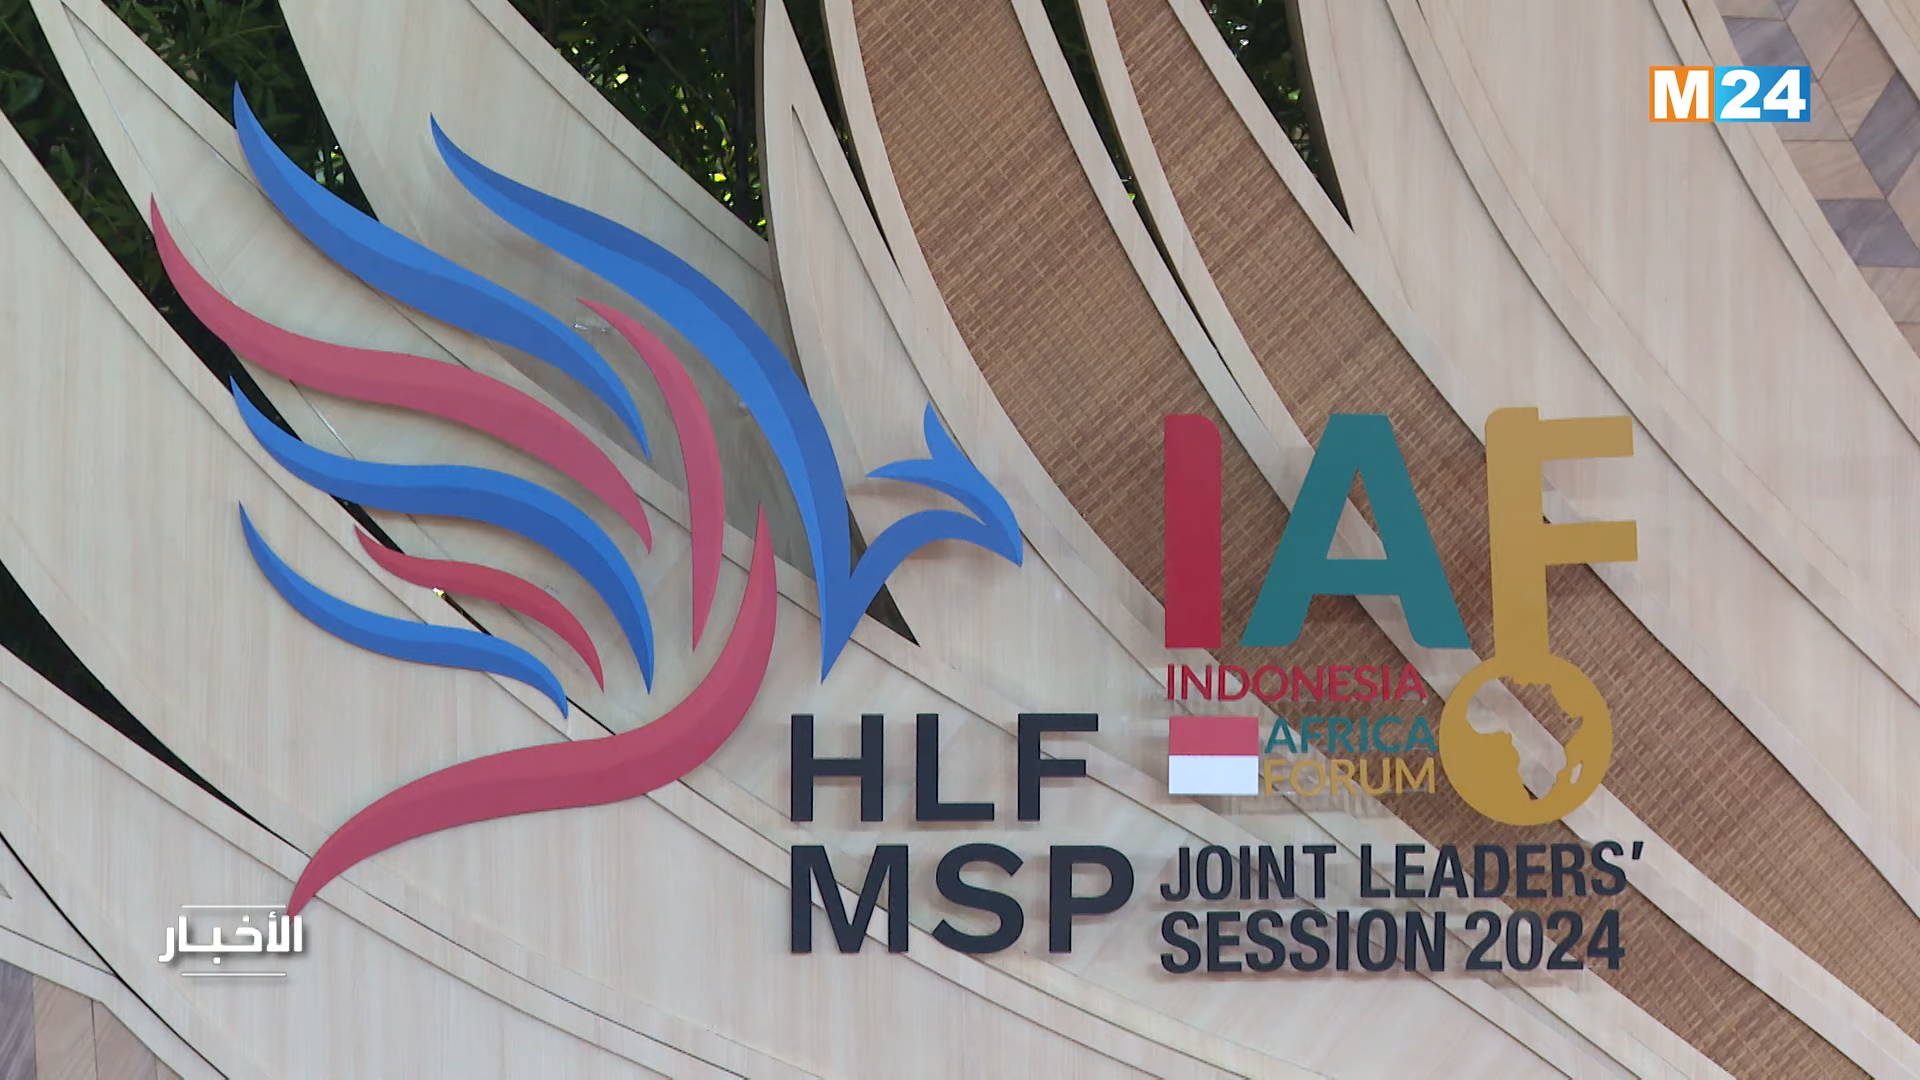 M24
IAF
INDONESIA
AFRICA
FORUM
HLF
MSP
JOINT LEADERS'
SESSION 2024
الأخبار